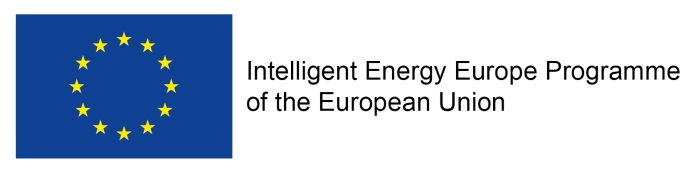 Intelligent Energy Europe Programme
of the European Union